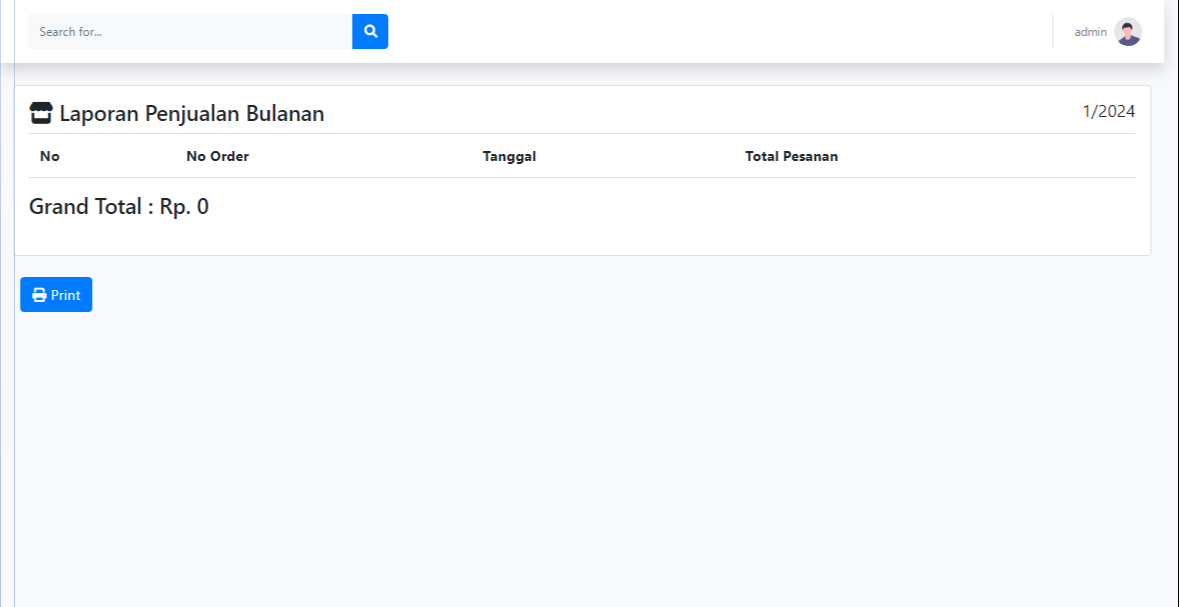 Search for...
admin
Laporan Penjualan Bulanan
1/2024
No No Order Tanggal Total Pesanan
Grand Total : Rp. 0
Print